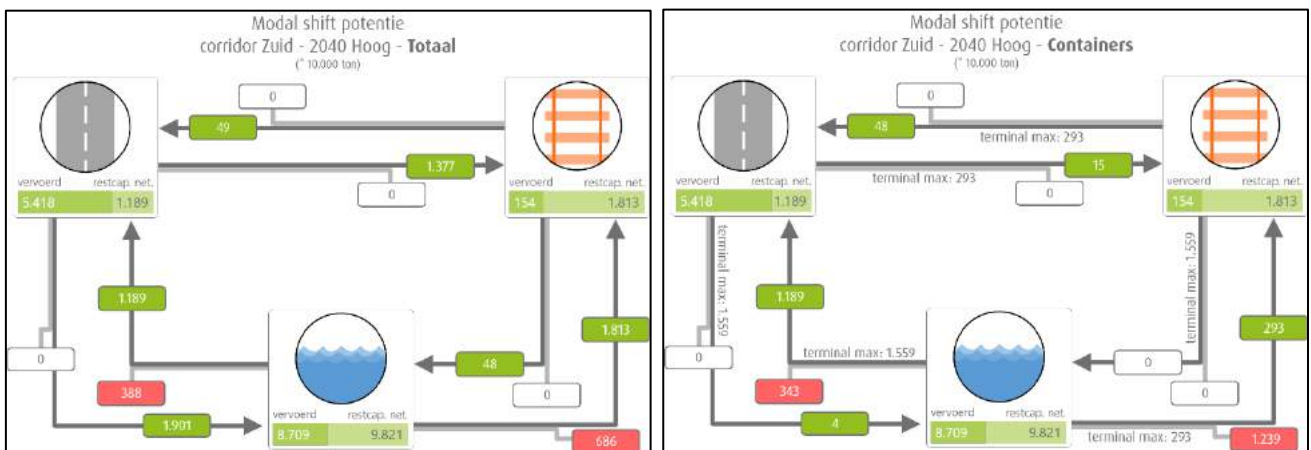 Modal shift potentie
corridor Zuid - 2040 Hoog - Totaal
(* 10.000 ton)
0
49
1.377
0
vervoerd restcap. net.
5.418 1.189
vervoerd restcap. net.
154 1.813
1.189
1.813
0
48
388
0
1.901
vervoerd restcap. net.
8.709 9.821
686
Modal shift potentie
corridor Zuid - 2040 Hoog - Containers
(* 10.000 ton)
0
48
terminal max: 293
15
terminal max: 293
0
vervoerd restcap. net.
5.418 1.189
vervoerd restcap. net.
154 1.813
terminal max: 1.559
terminal max: 1.559
1.189
293
0
terminal max: 1.559
0
343
0
4
vervoerd restcap. net.
8.709 9.821
terminal max: 293
1.239